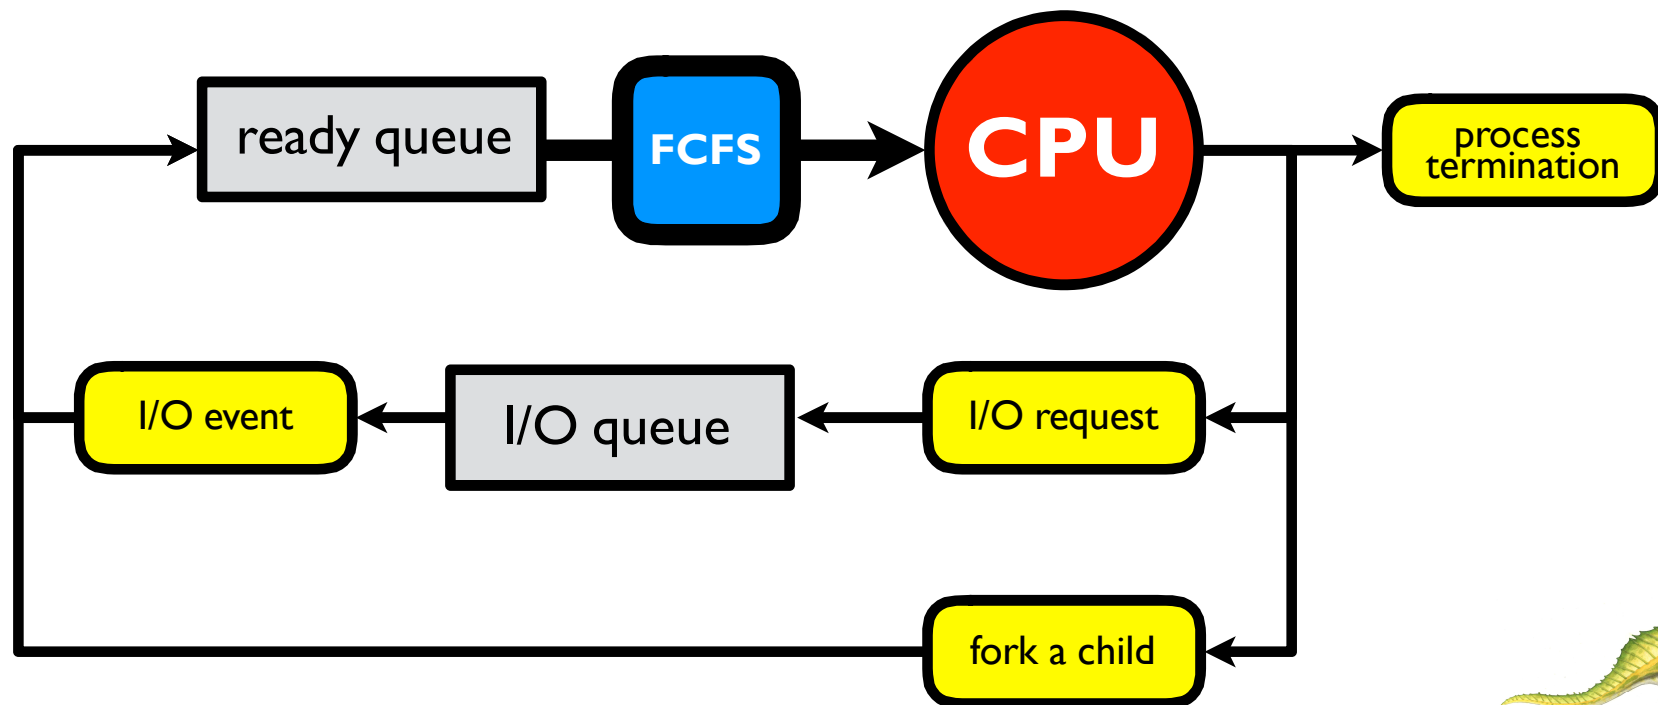 ready queue
FCFS
CPU
process
termination
I/O event
I/O queue
I/O request
fork a child